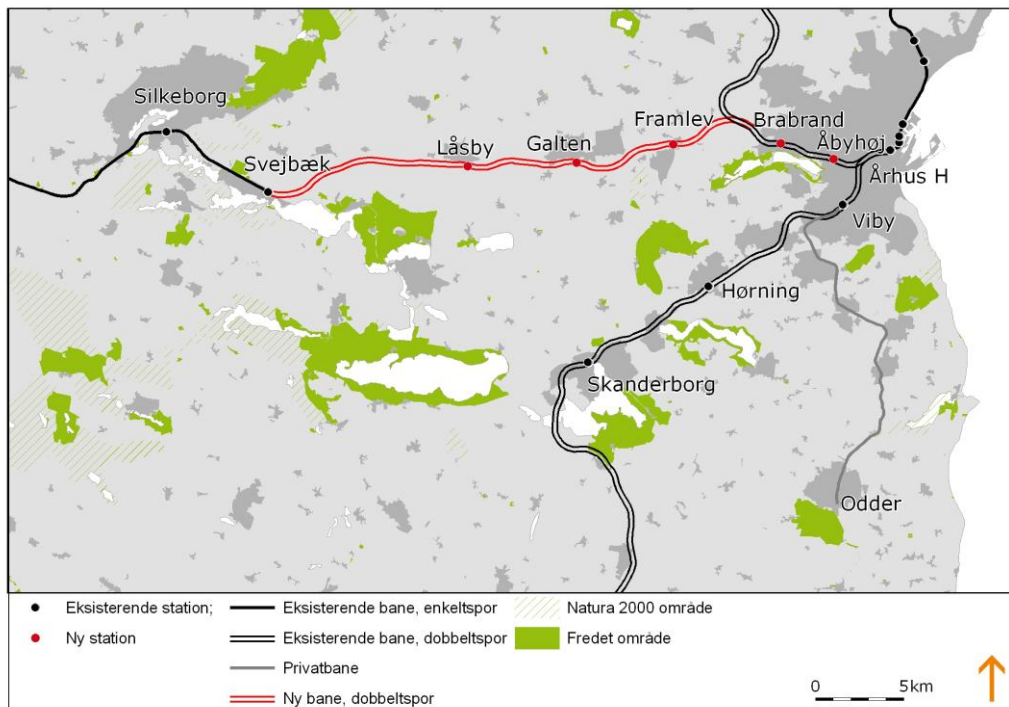 Silkeborg
Svejbæk
Låsby
Galten
Framlev
Brabrand
Åbyhøj
Århus H
Viby
Hørning
Skanderborg
Odder
Eksisterende station;
Ny station
Eksisterende bane, enkeltspor
Eksisterende bane, dobbeltspor
Privatbane
Ny bane, dobbeltspor
Natura 2000 område
Fredet område
0 5km